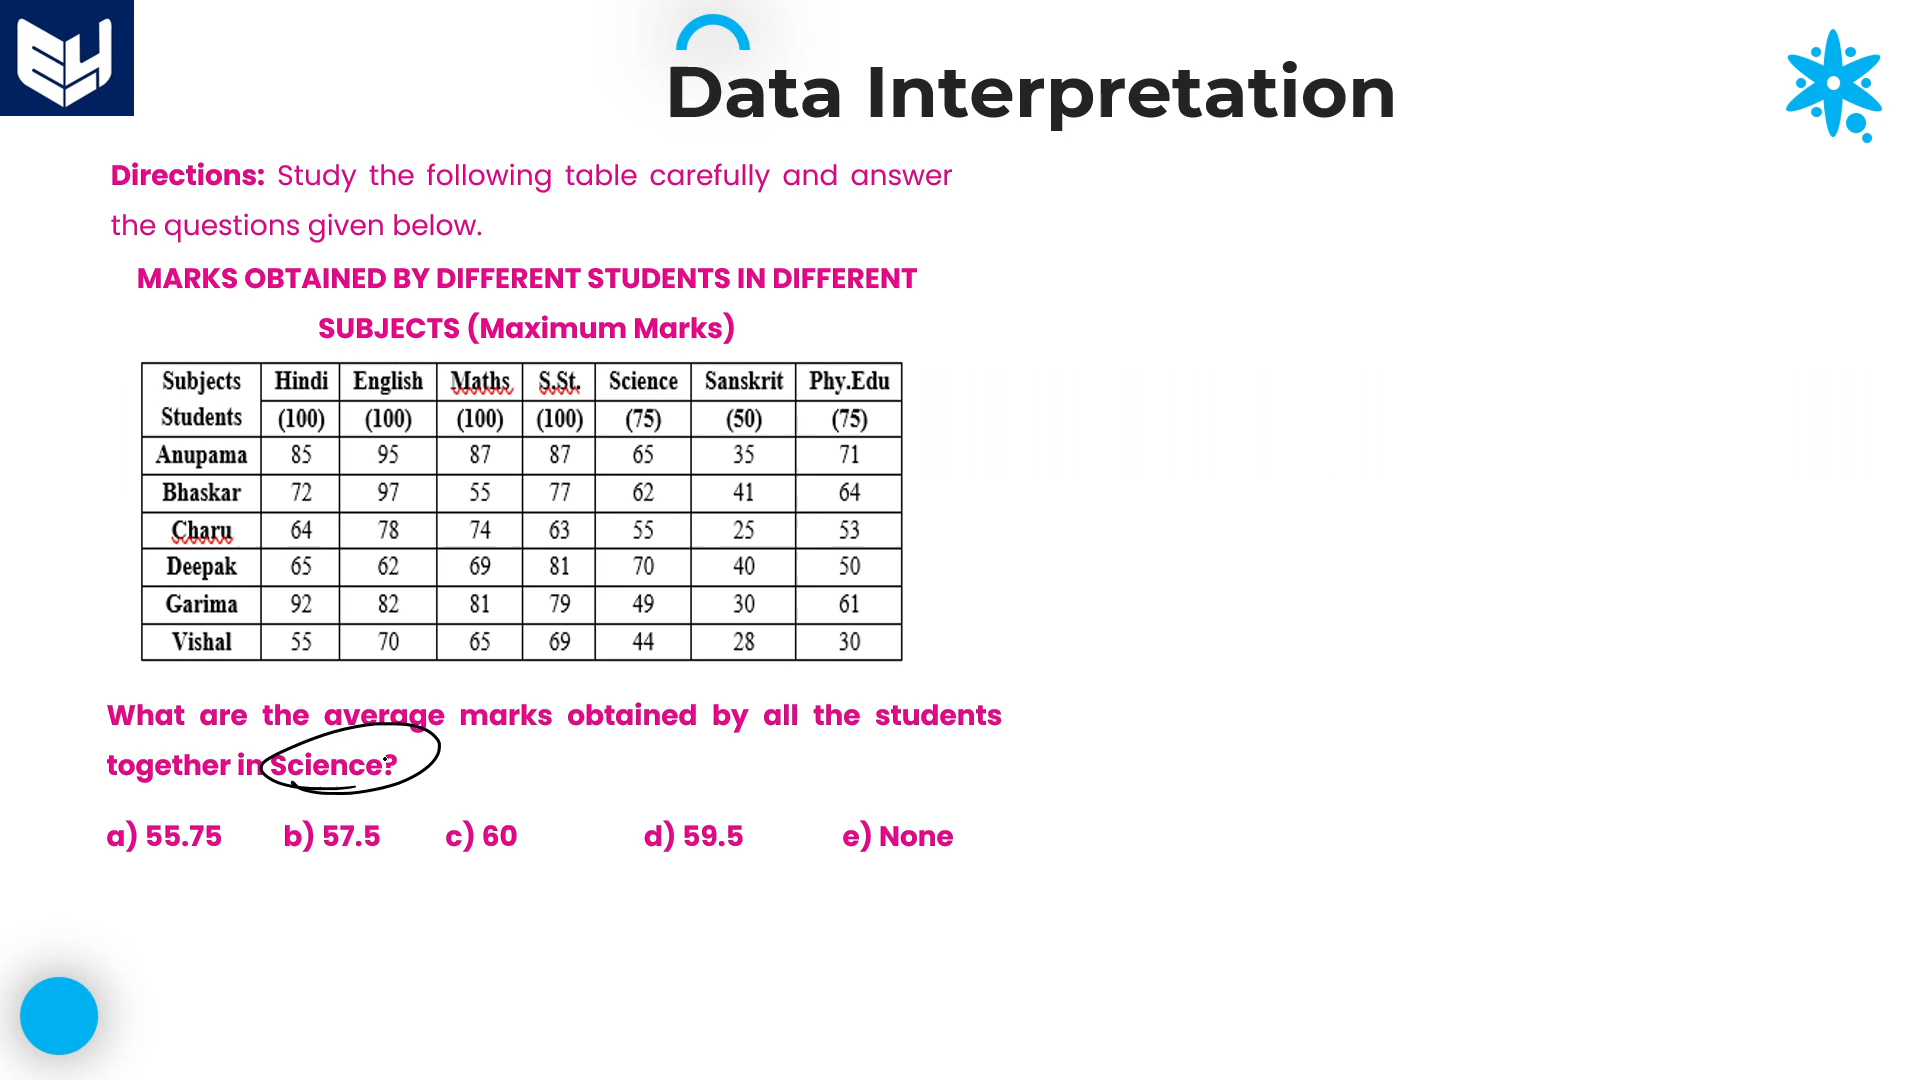 Data Interpretation
Directions: Study the following table carefully and answer
the questions given below.
MARKS OBTAINED BY DIFFERENT STUDENTS IN DIFFERENT
SUBJECTS (Maximum Marks)
Subjects Hindi English Maths S.St. Science Sanskrit Phy.Edu
Students (100) (100) (100) (100) (75) (50) (75)
Anupama 85 95 87 87 65 35 71
Bhaskar 72 97 55 77 62 41 64
Charu 64 78 74 63 55 25 53
Deepak 65 62 69 81 70 40 50
Garima 92 82 81 79 49 30 61
Vishal 55 70 65 69 44 28 30
What are the average marks obtained by all the students
together in Science?
a) 55.75 b) 57.5 c) 60 d) 59.5 e) None